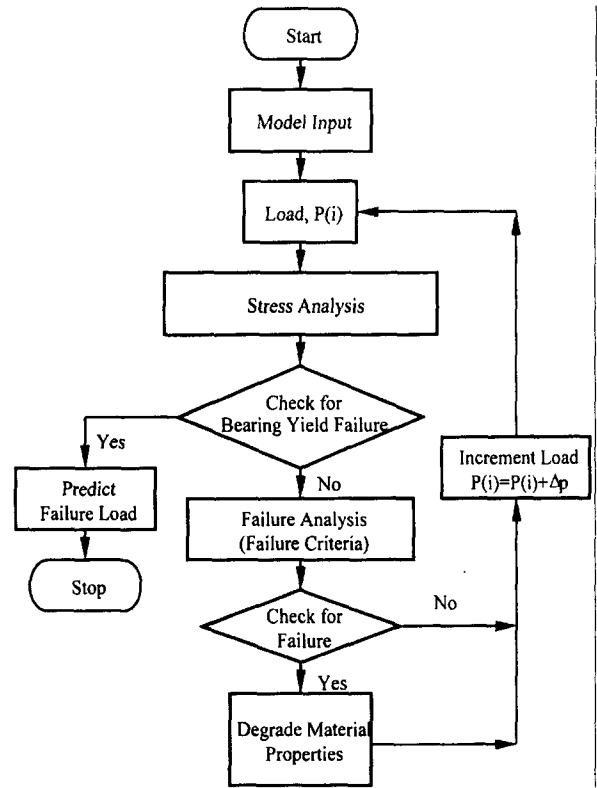 Start
Model Input
Load, P(i)
Stress Analysis
Check for
Bearing Yield Failure
Yes
No
Predict
Failure Load
Stop
Increment Load
P(i)=P(i)+Δp
Failure Analysis
(Failure Criteria)
Check for
Failure
No
Yes
Degrade Material
Properties